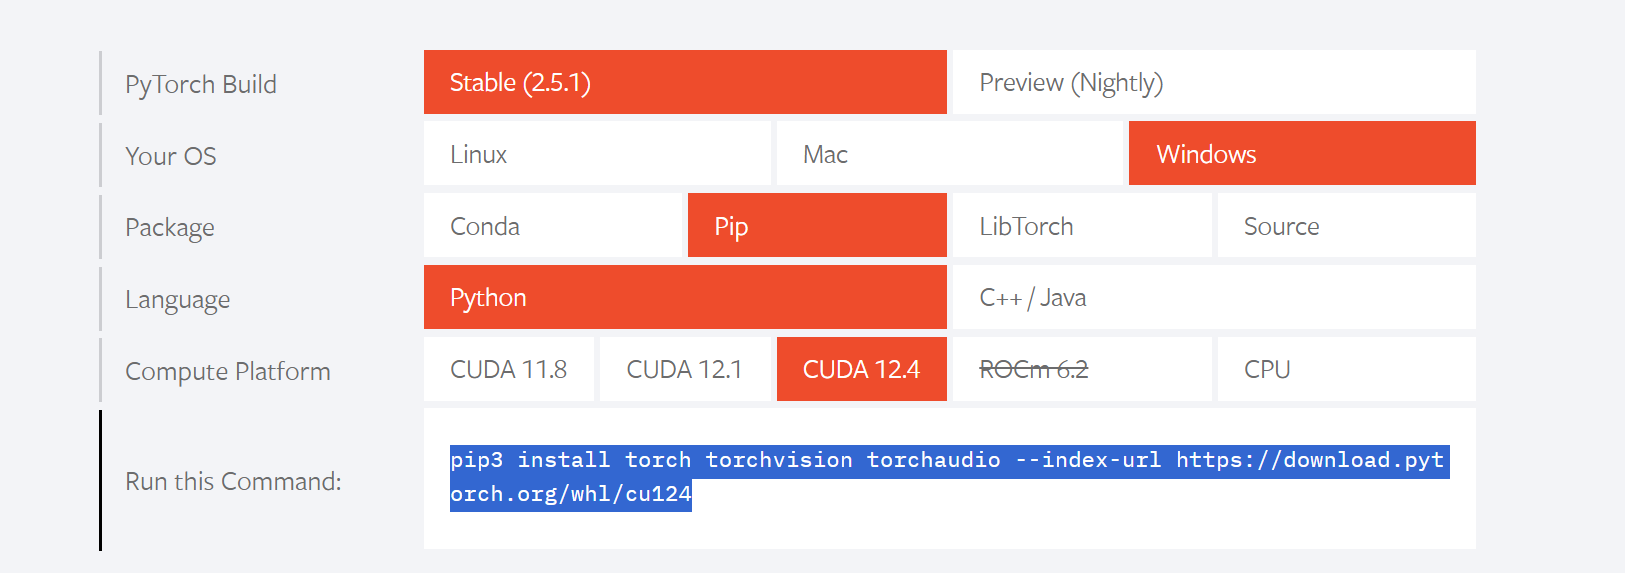 PyTorch Build
Stable (2.5.1)
Preview (Nightly)
Your OS
Linux
Mac
Windows
Package
Conda
Pip
LibTorch
Source
Language
Python
C++ / Java
Compute Platform
CUDA 11.8
CUDA 12.1
CUDA 12.4
ROCm 6.2
CPU
Run this Command:
pip3 install torch torchvision torchaudio --index-url https://download.pyt
orch.org/whl/cu124